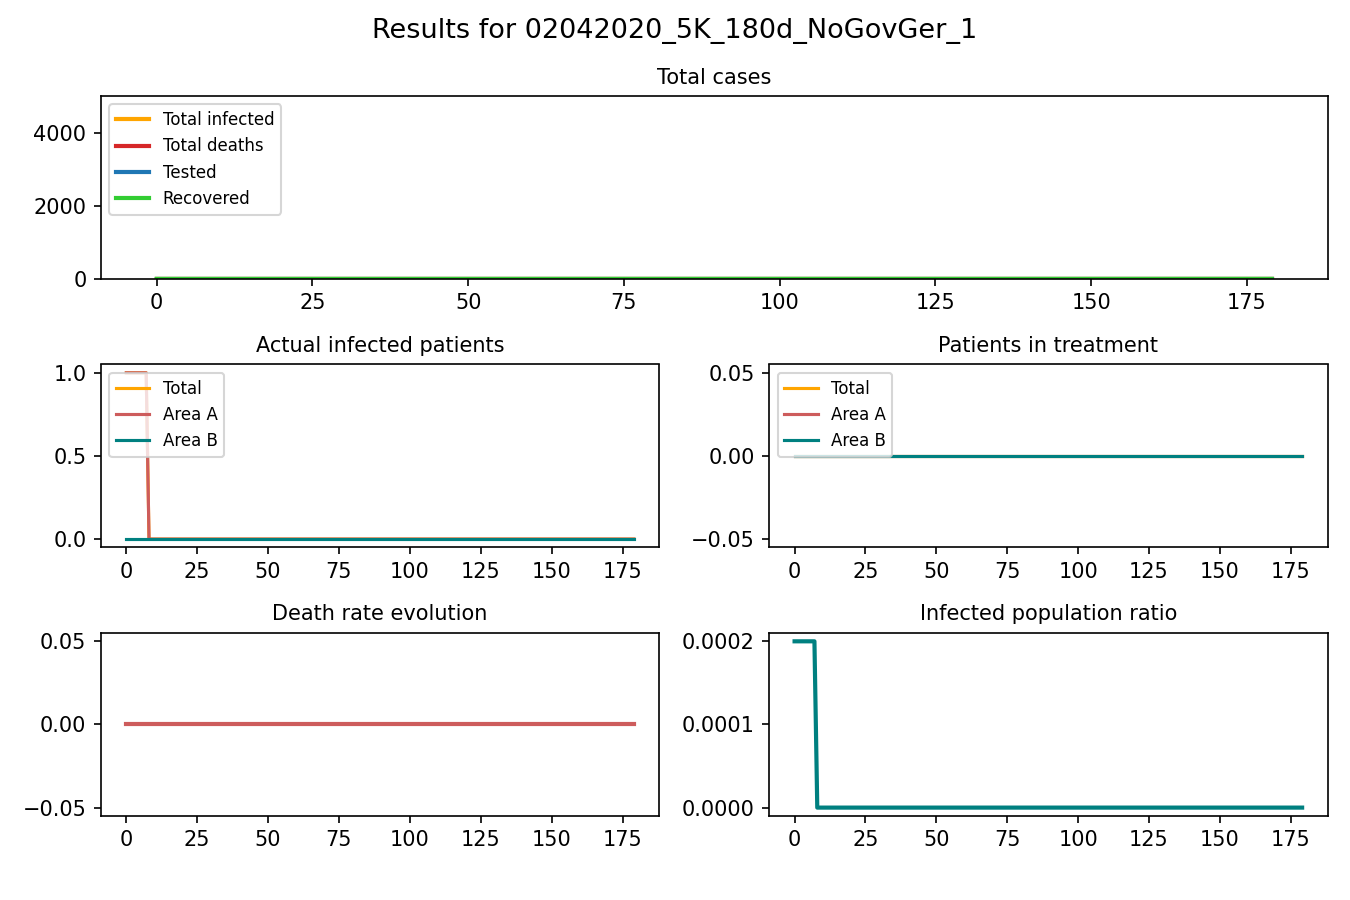 Results for 02042020_5K_180d_NoGovGer_1
Total cases
4000
2000
0
Total infected
Total deaths
Tested
Recovered
0 25 50 75 100 125 150 175
Actual infected patients
1.0
0.5
0.0
Total
Area A
Area B
0 25 50 75 100 125 150 175
Patients in treatment
0.05
0.00
−0.05
Total
Area A
Area B
0 25 50 75 100 125 150 175
Death rate evolution
0.05
0.00
−0.05
0 25 50 75 100 125 150 175
Infected population ratio
0.0002
0.0001
0.0000
0 25 50 75 100 125 150 175